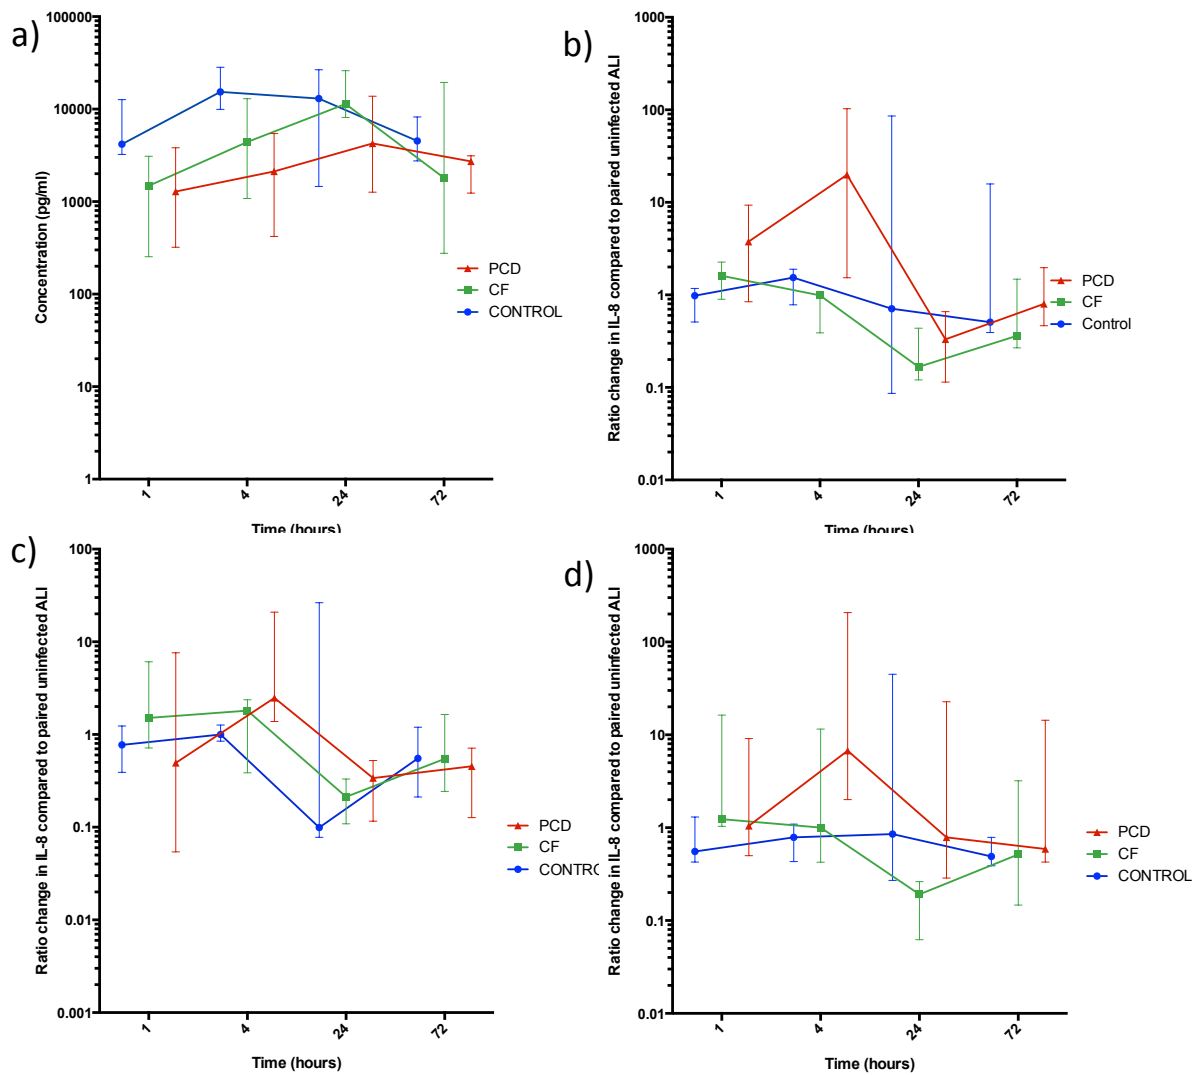 a)
Concentration (pg/ml)
100000
10000
1000
100
10
1
1
4
24
72
Time (hours)
PCD
CF
CONTROL
b)
Ratio change in IL-8 compared to paired uninfected ALI
1000
100
10
1
0.1
0.01
1
4
24
72
Time (hours)
PCD
CF
Control
c)
Ratio change in IL-8 compared to paired uninfected ALI
100
10
1
0.1
0.01
0.001
1
4
24
72
Time (hours)
PCD
CF
CONTRC
d)
Ratio change in IL-8 compared to paired uninfected ALI
1000
100
10
1
0.1
0.01
1
4
24
72
Time (hours)
PCD
CF
CONTROL